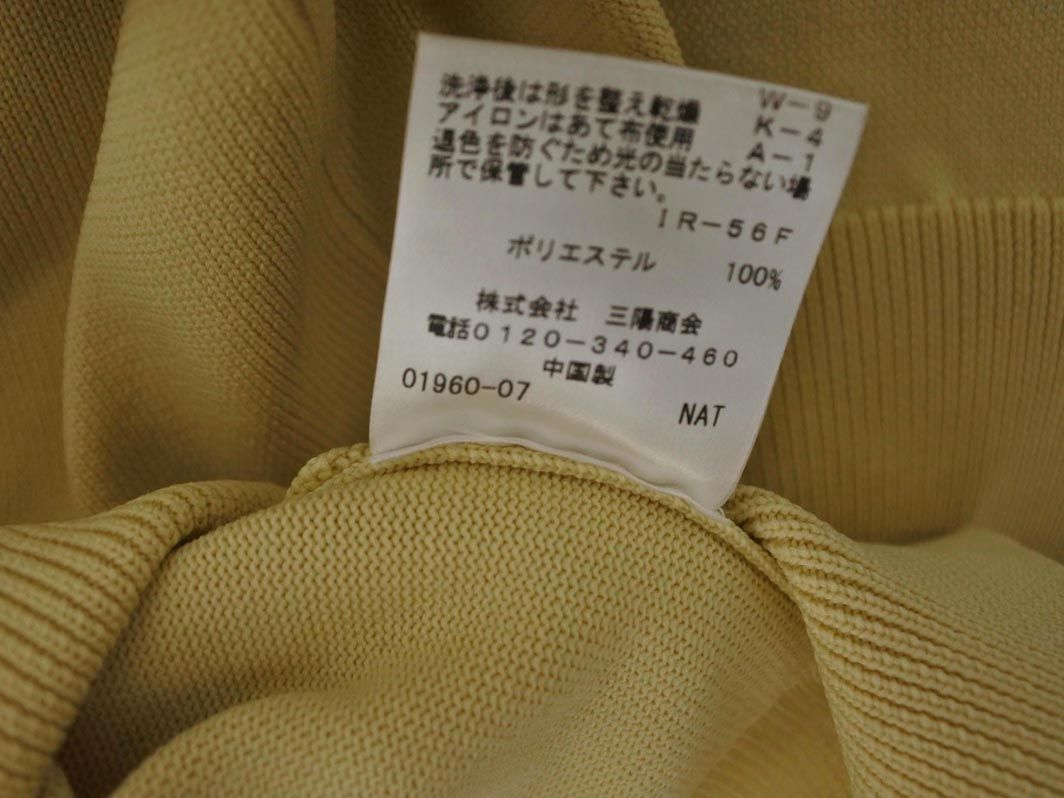 洗浄後は形を整え乾燥 W-9
アイロンはあて布使用 K-4
退色を防ぐため光の当たらない場 A-1
所で保管して下さい。
IR-56F
ポリエステル 100%
株式会社 三陽商会
電話0120-340-460
中国製
01960-07 NAT